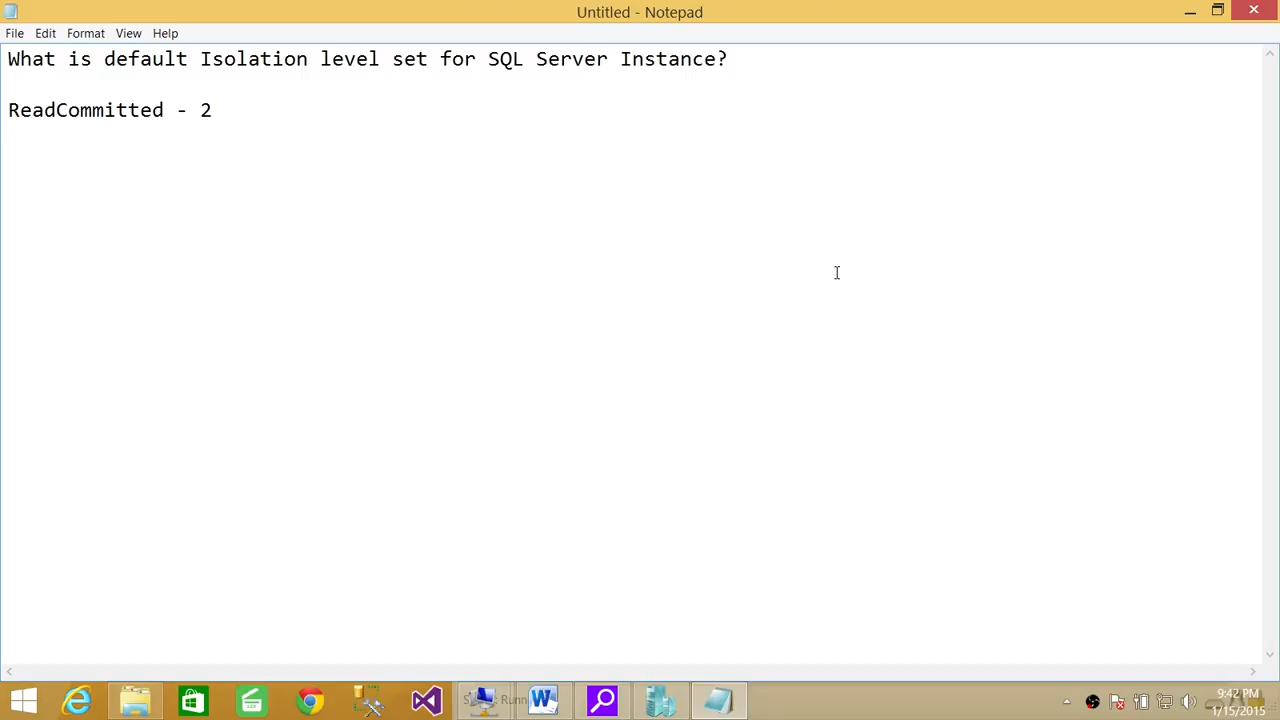 Untitled - Notepad
File Edit Format View Help
What is default Isolation level set for SQL Server Instance?
ReadCommitted - 2
9:42 PM
1/15/2015